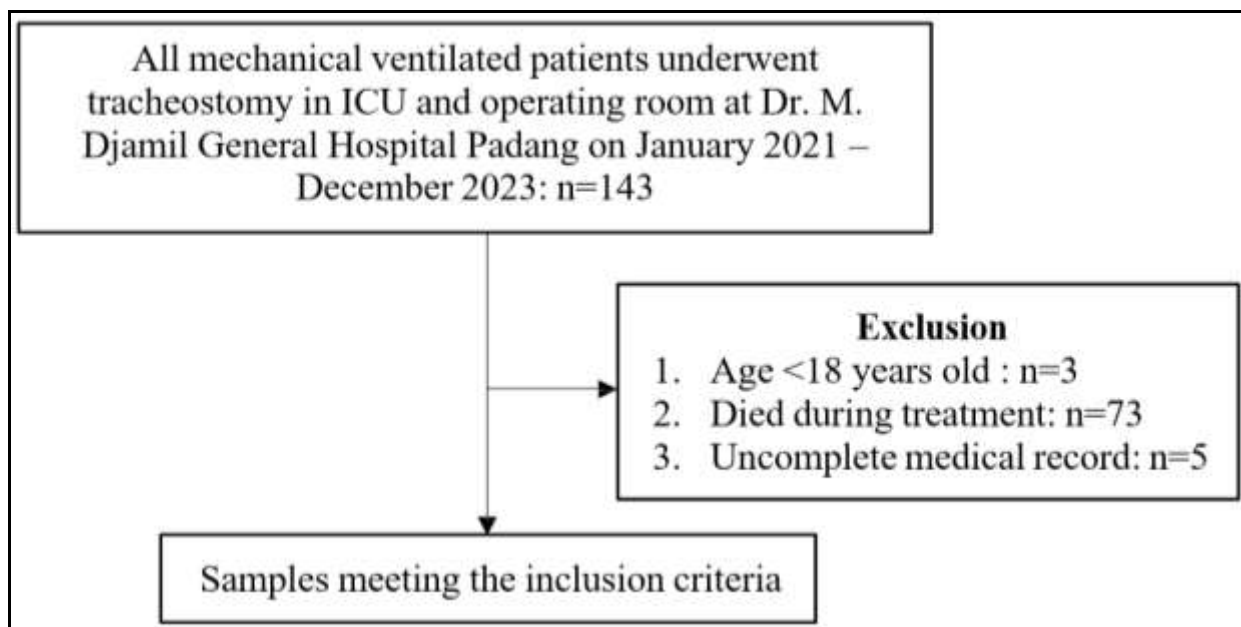 All mechanical ventilated patients underwent
tracheostomy in ICU and operating room at Dr. M.
Djamil General Hospital Padang on January 2021 –
December 2023: n=143
Exclusion
1. Age <18 years old : n=3
2. Died during treatment: n=73
3. Uncomplete medical record: n=5
Samples meeting the inclusion criteria